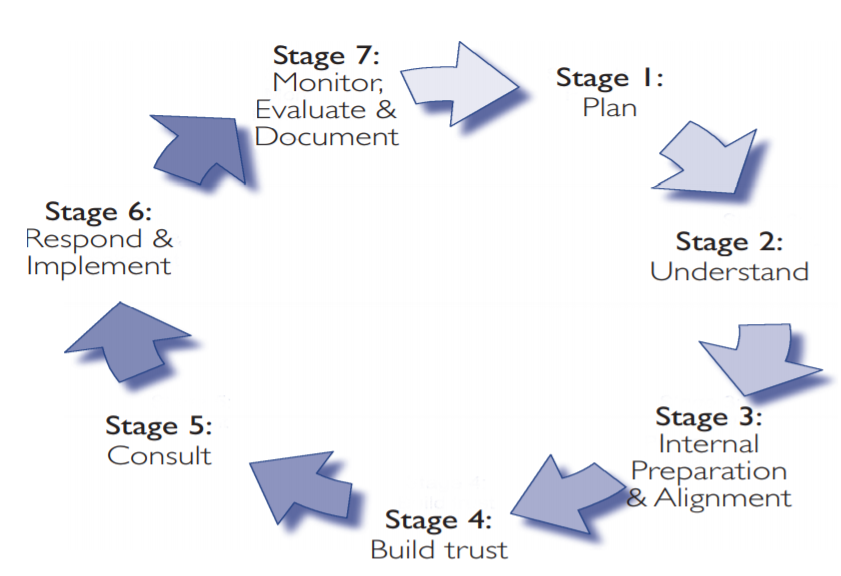 Stage 7:
Monitor,
Evaluate &
Document
Stage 1:
Plan
Stage 2:
Understand
Stage 3:
Internal
Preparation
& Alignment
Stage 4:
Build trust
Stage 5:
Consult
Stage 6:
Respond &
Implement